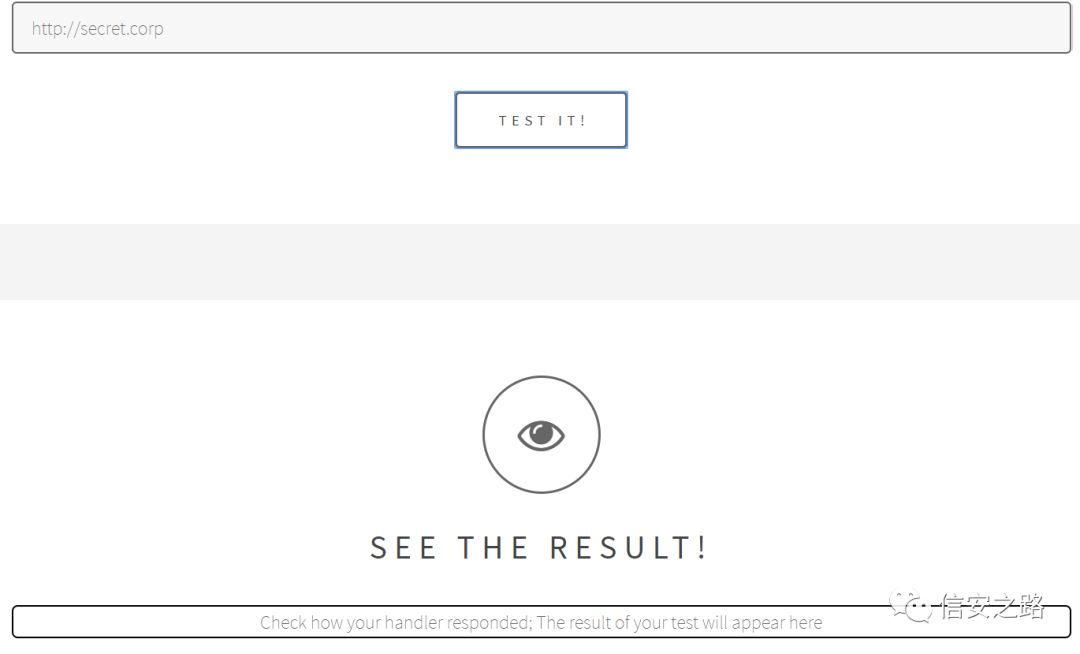 http://secret.corp
TEST IT!
SEE THE RESULT!
信安之路
Check how your handler responded; The result of your test will appear here